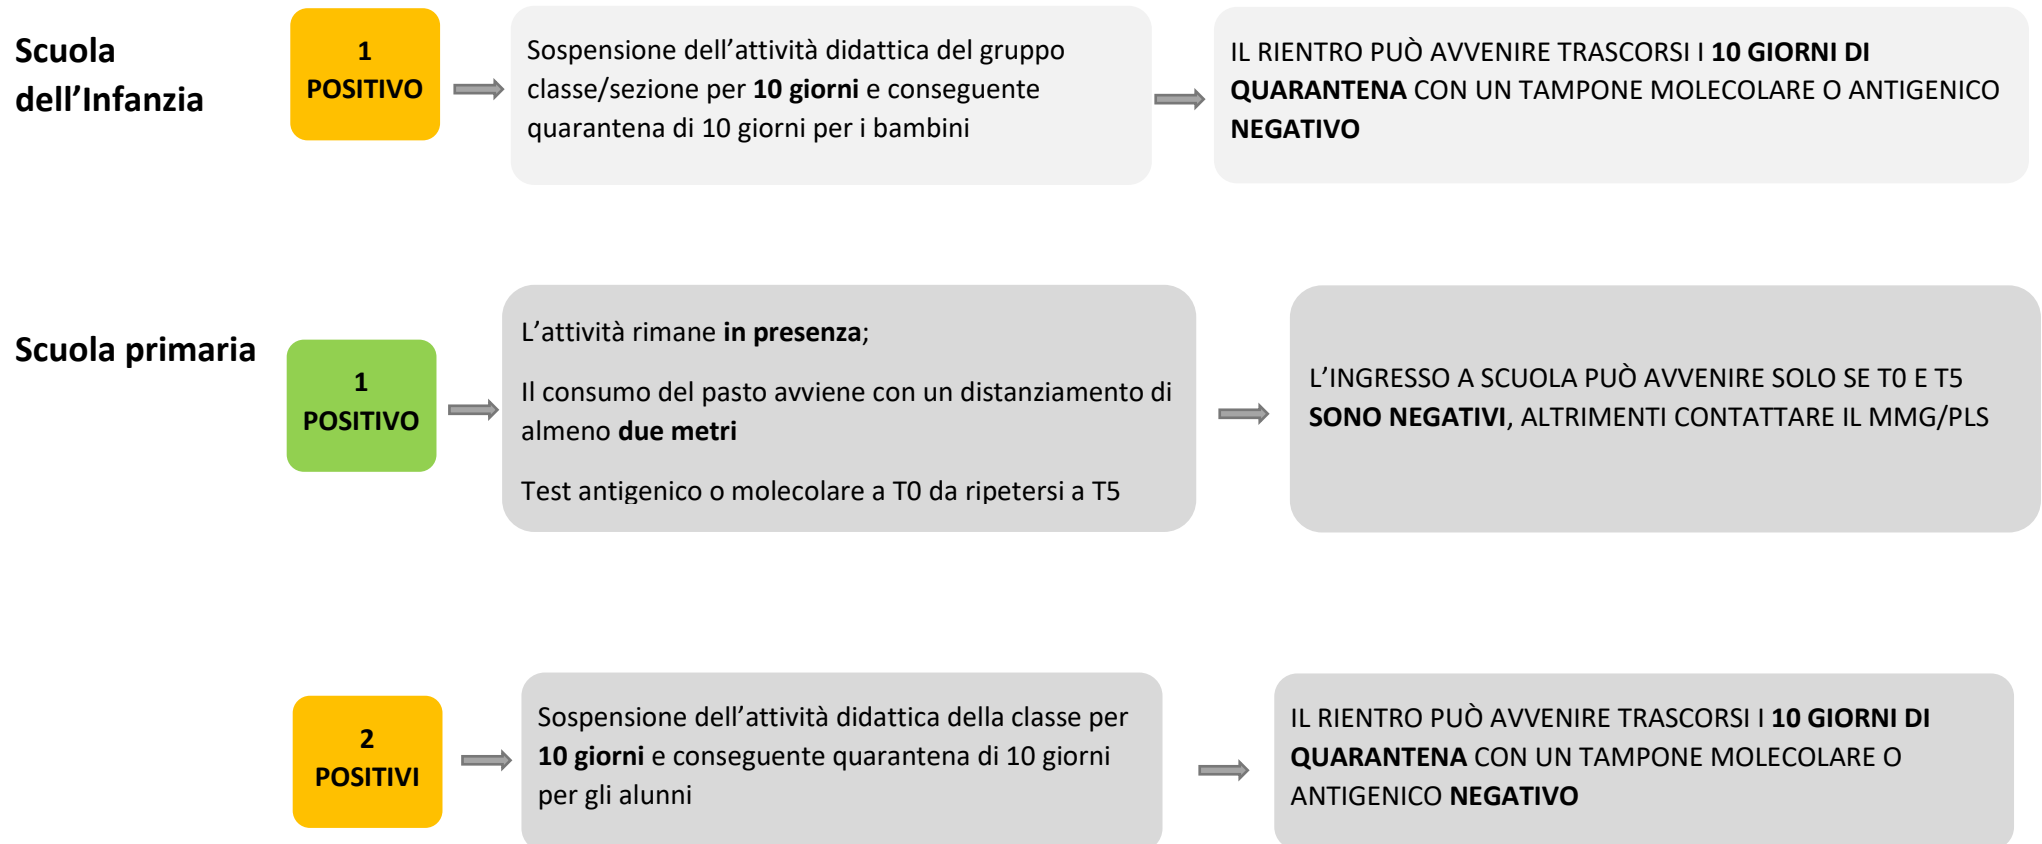 Scuola
dell’Infanzia
1
POSITIVO
Sospensione dell’attività didattica del gruppo
classe/sezione per 10 giorni e conseguente
quarantena di 10 giorni per i bambini
IL RIENTRO PUÒ AVVENIRE TRASCORSI I 10 GIORNI DI
QUARANTENA CON UN TAMPONE MOLECOLARE O ANTIGENICO
NEGATIVO
Scuola primaria
1
POSITIVO
L’attività rimane in presenza;
Il consumo del pasto avviene con un distanziamento di
almeno due metri
Test antigenico o molecolare a T0 da ripetersi a T5
L’INGRESSO A SCUOLA PUÒ AVVENIRE SOLO SE T0 E T5
SONO NEGATIVI, ALTRIMENTI CONTATTARE IL MMG/PLS
2
POSITIVI
Sospensione dell’attività didattica della classe per
10 giorni e conseguente quarantena di 10 giorni
per gli alunni
IL RIENTRO PUÒ AVVENIRE TRASCORSI I 10 GIORNI DI
QUARANTENA CON UN TAMPONE MOLECOLARE O
ANTIGENICO NEGATIVO